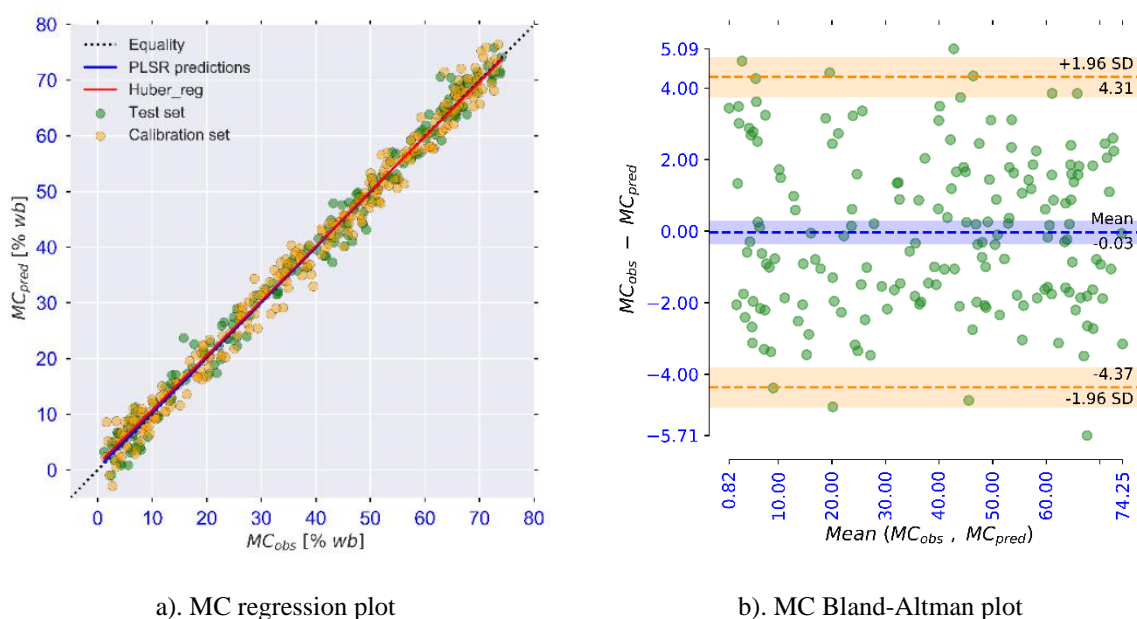 80
70
60
50
40
30
20
10
0
MC_pred [% wb]
Equality
PLSR predictions
Huber_reg
Test set
Calibration set
0 10 20 30 40 50 60 70 80
MC_obs [% wb]
a). MC regression plot
5.09
4.00
2.00
0.00
−2.00
−4.00
−5.71
MC_obs − MC_pred
+1.96 SD
4.31
Mean
-0.03
-4.37
-1.96 SD
0.82 10.00 20.00 30.00 40.00 50.00 60.00 74.25
Mean (MC_obs , MC_pred)
b). MC Bland-Altman plot